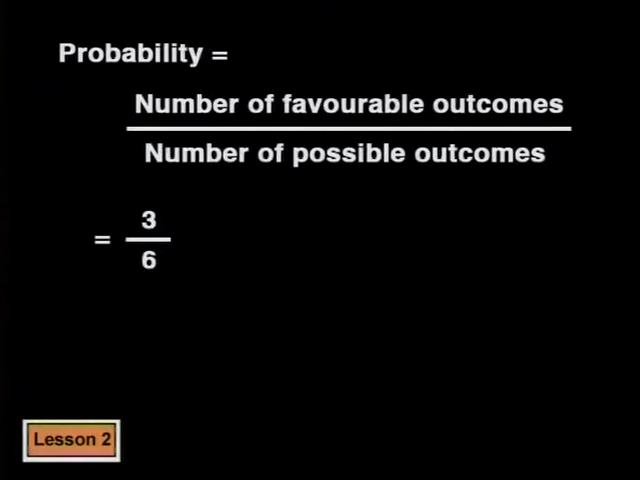 Probability =
Number of favourable outcomes
Number of possible outcomes
= 3
6
Lesson 2